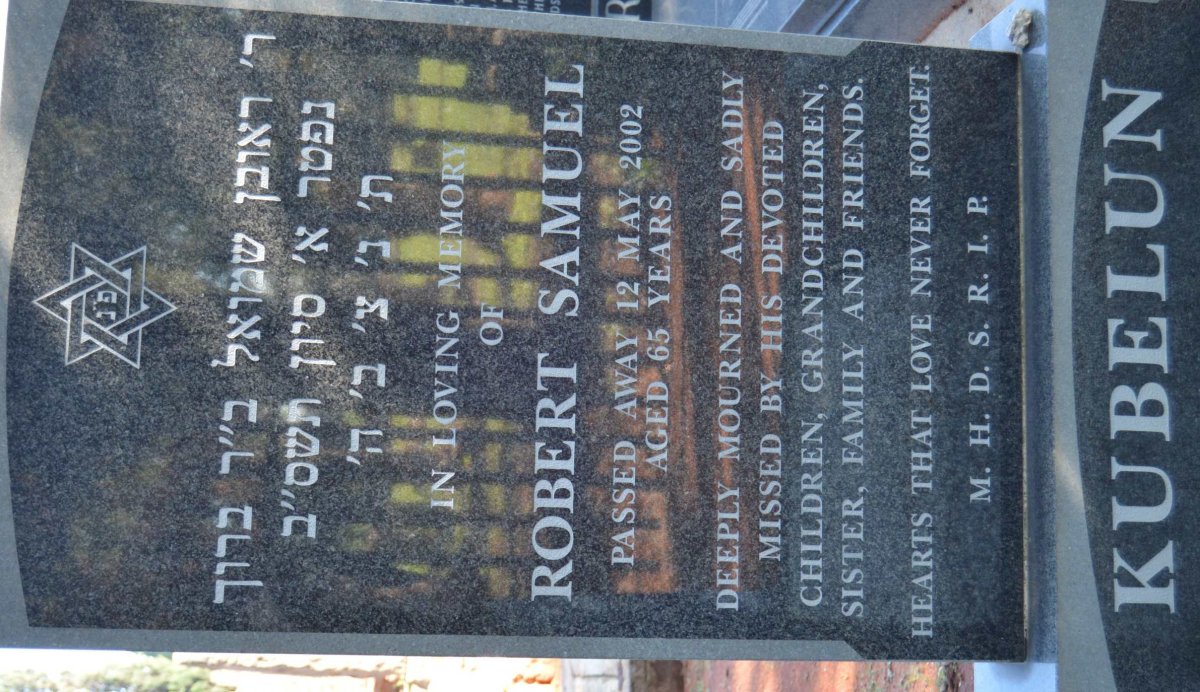 פנ
ר' ראובן שמואל ב״ר ברוך
נפטר א' סיון תשס״ב
ת' נ' צ' ב' ה'
IN LOVING MEMORY
OF
ROBERT SAMUEL
PASSED AWAY 12 MAY 2002
AGED 65 YEARS
DEEPLY MOURNED AND SADLY
MISSED BY HIS DEVOTED
CHILDREN, GRANDCHILDREN,
SISTER, FAMILY AND FRIENDS.
HEARTS THAT LOVE NEVER FORGET.
M. H. D. S. R. I. P.
KUBELUN